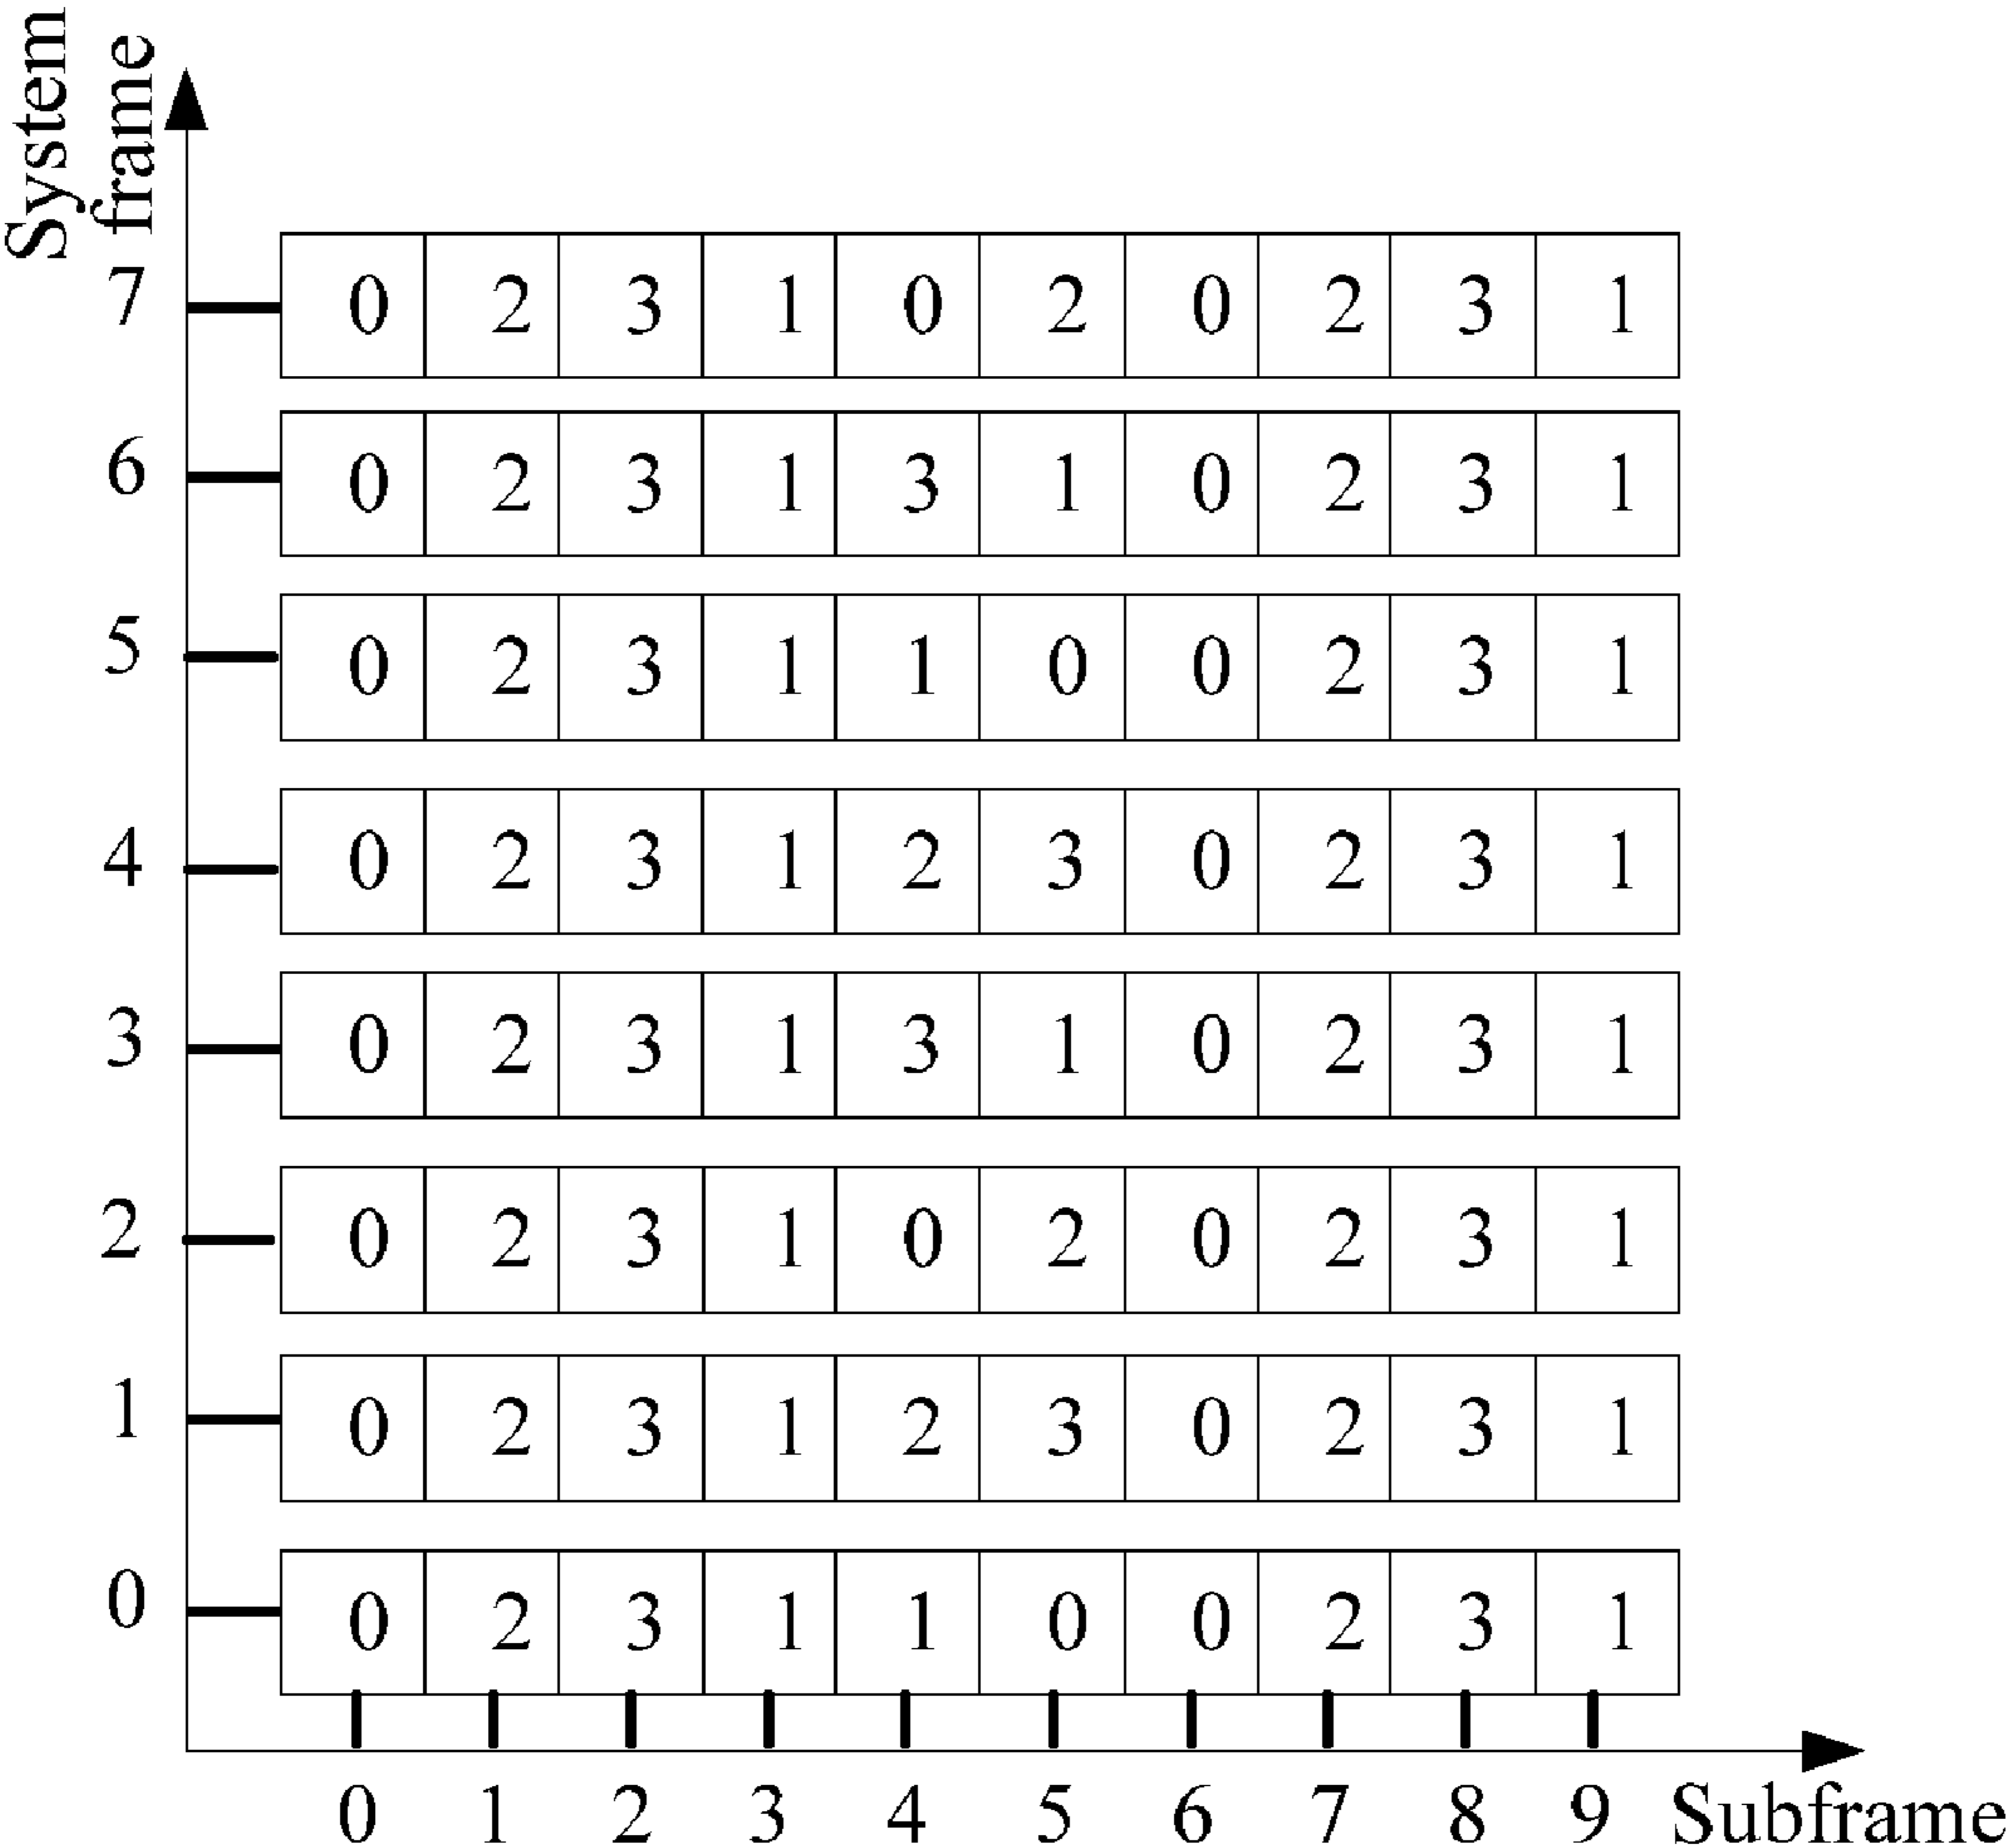 System
frame
7 0 2 3 1 0 2 0 2 3 1
6 0 2 3 1 3 1 0 2 3 1
5 0 2 3 1 1 0 0 2 3 1
4 0 2 3 1 2 3 0 2 3 1
3 0 2 3 1 3 1 0 2 3 1
2 0 2 3 1 0 2 0 2 3 1
1 0 2 3 1 2 3 0 2 3 1
0 0 2 3 1 1 0 0 2 3 1
0 1 2 3 4 5 6 7 8 9 Subframe